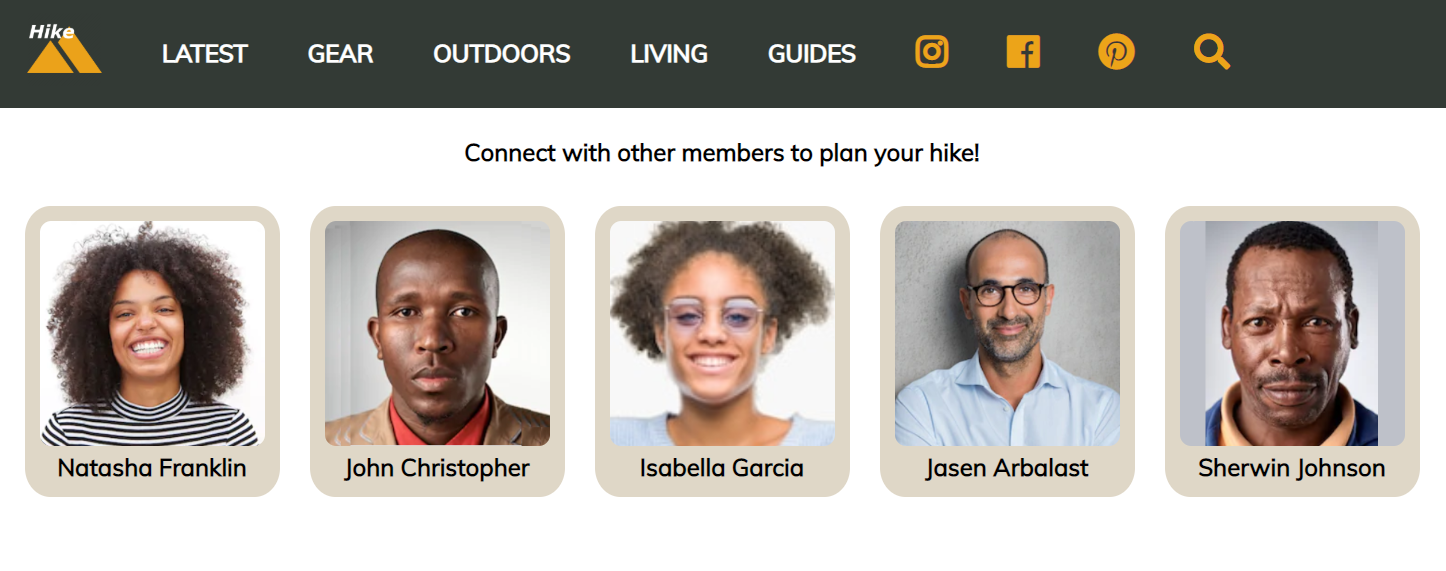 Hike
LATEST GEAR OUTDOORS LIVING GUIDES
Connect with other members to plan your hike!
Natasha Franklin John Christopher Isabella Garcia Jasen Arbalast Sherwin Johnson